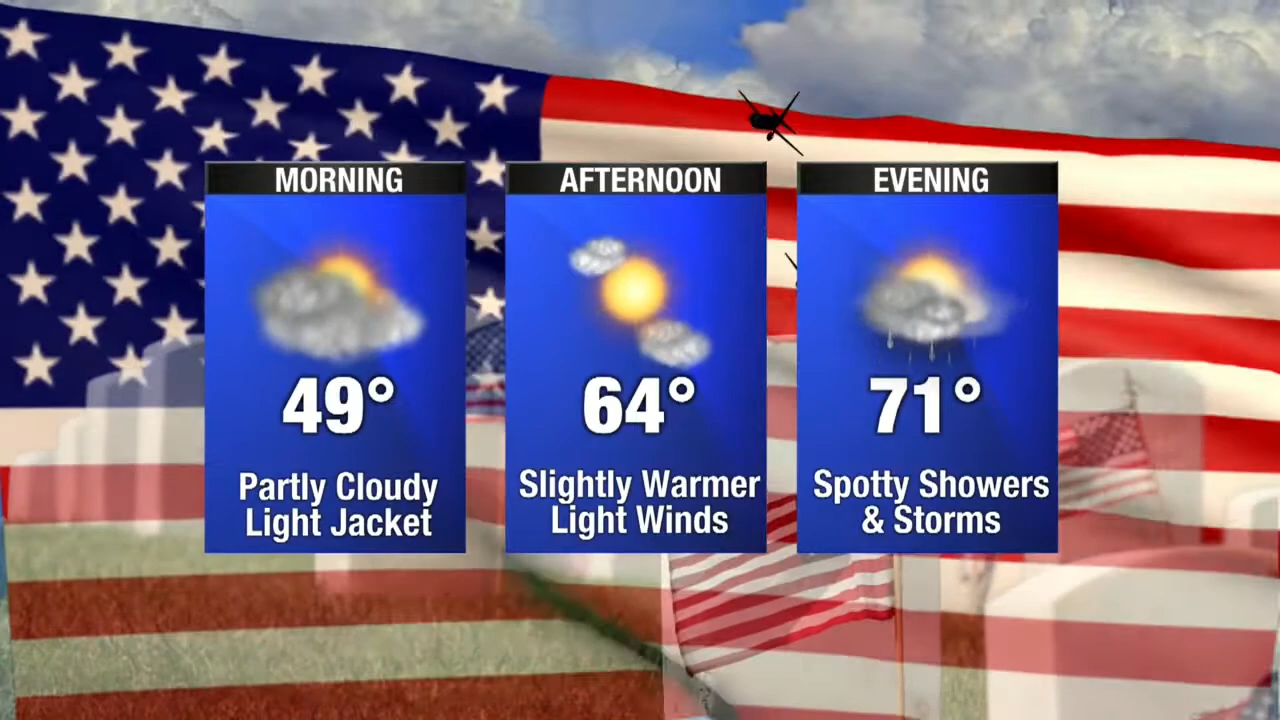 MORNING
49°
Partly Cloudy
Light Jacket
AFTERNOON
64°
Slightly Warmer
Light Winds
EVENING
71°
Spotty Showers
& Storms